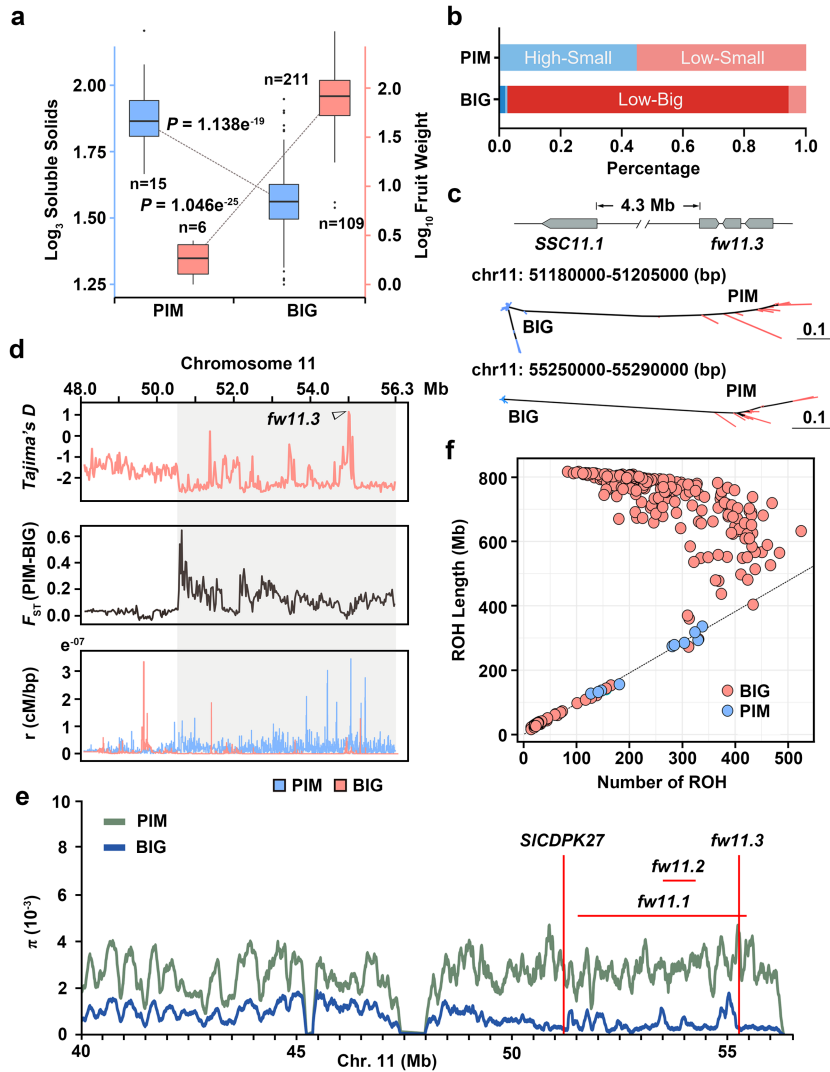 a
Log3 Soluble Solids
2.00
1.75
1.50
1.25
n=15
P = 1.138e-19
P = 1.046e-25
n=6
n=211
n=109
2.0
1.5
1.0
0.5
0.0
Log10 Fruit Weight
PIM
BIG
b
PIM
High-Small
Low-Small
BIG
Low-Big
0.0 0.2 0.4 0.6 0.8 1.0
Percentage
c
4.3 Mb
SSC11.1
fw11.3
chr11: 51180000-51205000 (bp)
PIM
BIG
0.1
chr11: 55250000-55290000 (bp)
PIM
BIG
0.1
d
Chromosome 11
48.0 50.0 52.0 54.0 56.3 Mb
Tajima's D
1
0
-1
-2
fw11.3
FST (PIM-BIG)
0.6
0.4
0.2
0.0
e-07
r (cM/bp)
3
2
1
0
PIM BIG
f
ROH Length (Mb)
800
600
400
200
0
BIG
PIM
0 100 200 300 400 500
Number of ROH
e
π (10-3)
10
8
6
4
2
0
PIM
BIG
SlCDPK27
fw11.3
fw11.2
fw11.1
40 45 50 55
Chr. 11 (Mb)